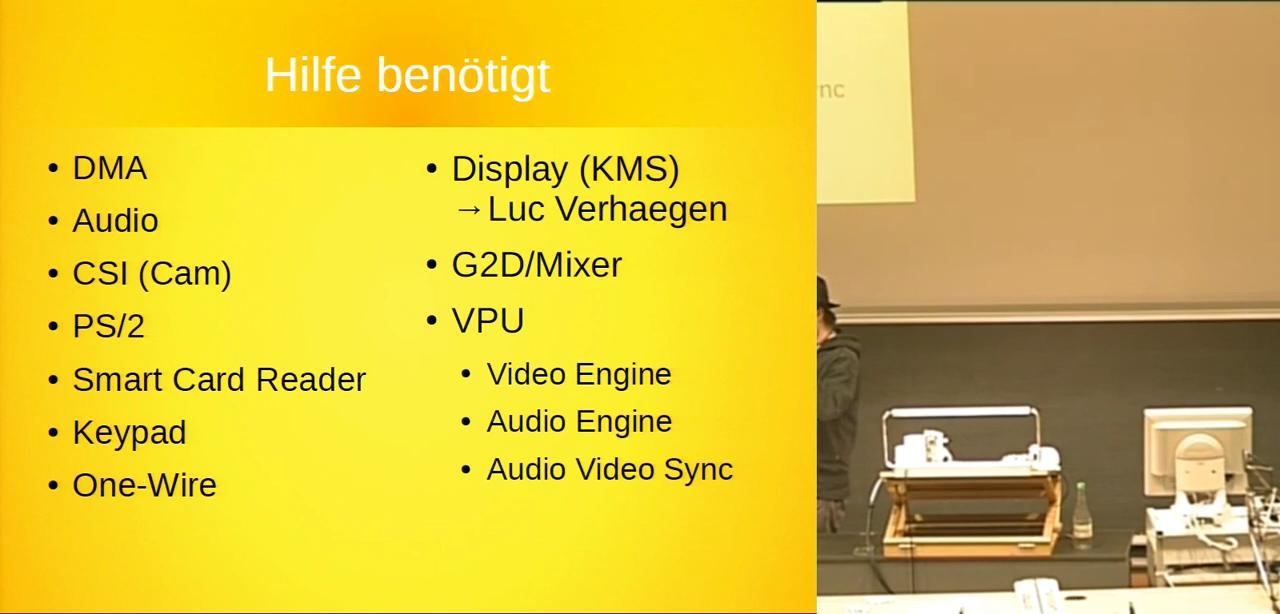 Hilfe benötigt
DMA
Audio
CSI (Cam)
PS/2
Smart Card Reader
Keypad
One-Wire
Display (KMS)
→Luc Verhaegen
G2D/Mixer
VPU
Video Engine
Audio Engine
Audio Video Sync
nc